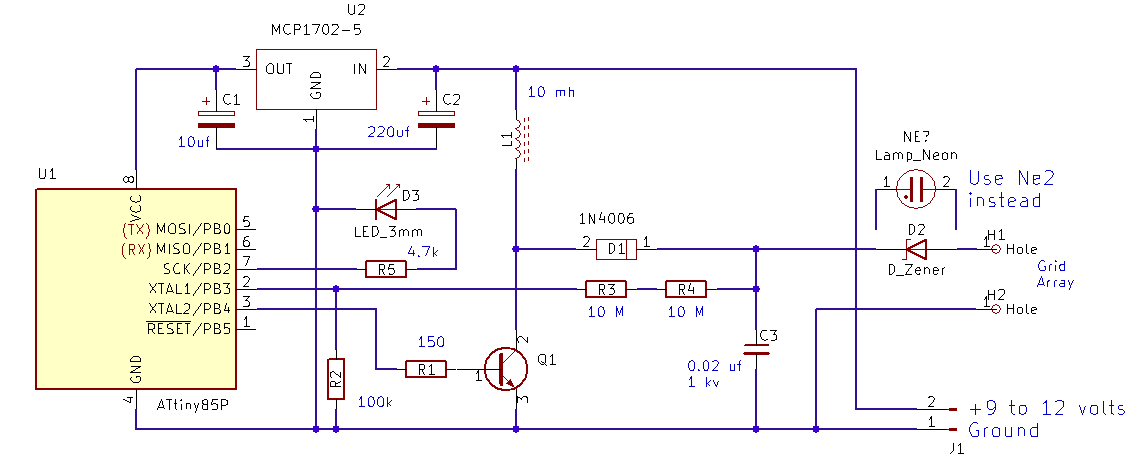 U2
MCP1702-5
3 OUT IN 2
GND
1
+ C1
10uf
+ C2
220uf
10 mh
L1
NE?
Lamp_Neon
1 2
Use Ne2
instead
U1
8
VCC
(TX) MOSI/PB0 5
(RX) MISO/PB1 6
SCK/PB2 7
XTAL1/PB3 2
XTAL2/PB4 3
RESET/PB5 1
GND
4
ATtiny85P
D3
LED_3mm
4.7k
R5
1N4006
2 D1 1
D2
D_Zener
H1
1 Hole
Grid
Array
H2
1 Hole
R3 R4
10 M 10 M
C3
0.02 uf
1 kv
150
R1
R2
100k
Q1
1
2
3
2 +9 to 12 volts
1 Ground
J1